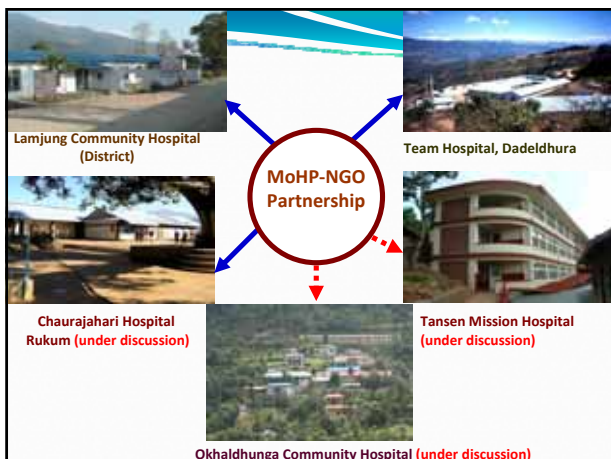 Lamjung Community Hospital
(District)
Team Hospital, Dadeldhura
MoHP-NGO
Partnership
Chaurajahari Hospital
Rukum (under discussion)
Tansen Mission Hospital
(under discussion)
Okhaldhunga Community Hospital (under discussion)